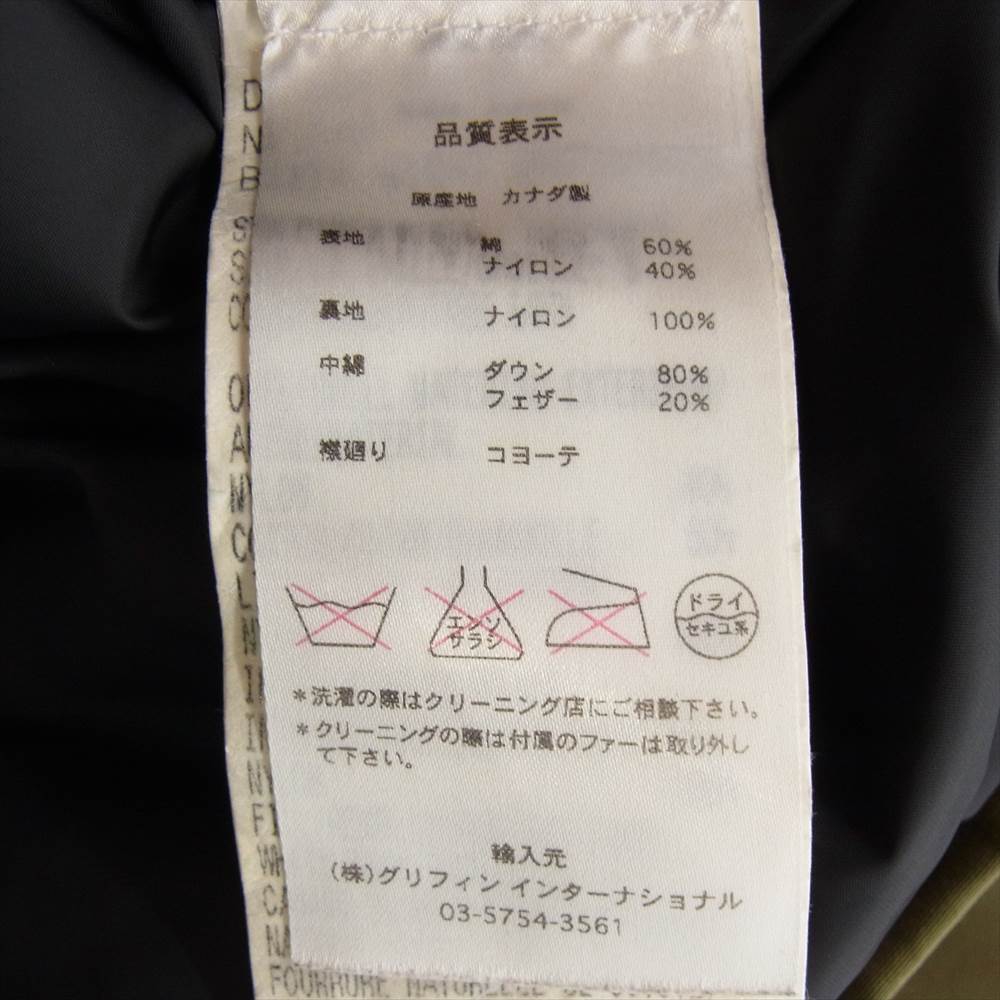 品質表示
原産地 カナダ製
表地 綿 60%
ナイロン 40%
裏地 ナイロン 100%
中綿 ダウン 80%
フェザー 20%
襟廻り コヨーテ
エンソ
サラシ
ドライ
セキユ系
*洗濯の際はクリーニング店にご相談下さい。
*クリーニングの際は付属のファーは取り外し
て下さい。
輸入元
(株)グリフィン インターナショナル
03-5754-3561
FOURRURE NATURELLE